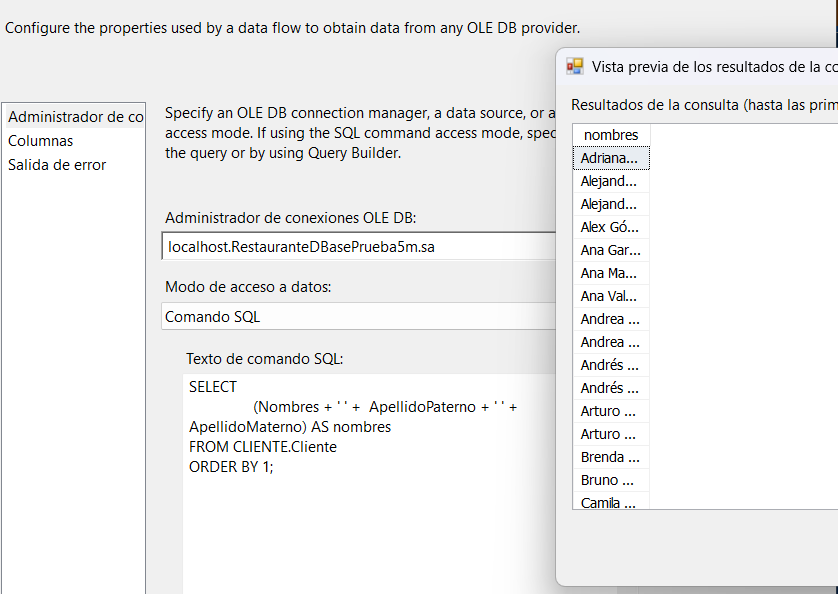 Configure the properties used by a data flow to obtain data from any OLE DB provider.
Vista previa de los resultados de la co
Resultados de la consulta (hasta las prim
Administrador de co
Columnas
Salida de error
Specify an OLE DB connection manager, a data source, or a
access mode. If using the SQL command access mode, spec
the query or by using Query Builder.
Administrador de conexiones OLE DB:
localhost.RestauranteDBasePrueba5m.sa
Modo de acceso a datos:
Comando SQL
Texto de comando SQL:
SELECT
(Nombres + ' ' + ApellidoPaterno + ' ' +
ApellidoMaterno) AS nombres
FROM CLIENTE.Cliente
ORDER BY 1;
nombres
Adriana...
Alejand...
Alejand...
Alex Gó...
Ana Gar...
Ana Ma...
Ana Val...
Andrea ...
Andrea ...
Andrés ...
Andrés ...
Arturo ...
Arturo ...
Brenda ...
Bruno ...
Camila ...